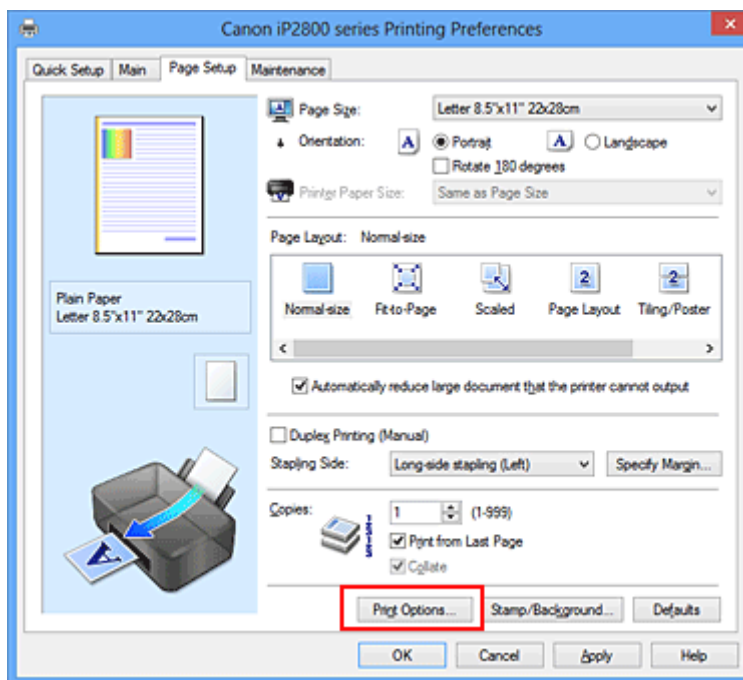 Canon iP2800 series Printing Preferences
Quick Setup Main Page Setup Maintenance
Page Size: Letter 8.5"x11" 22x28cm
Orientation: A Portrait A Landscape
Rotate 180 degrees
Printer Paper Size: Same as Page Size
Page Layout: Normal-size
2 2
Normal-size Fit-to-Page Scaled Page Layout Tiling/Poster
Plain Paper
Letter 8.5"x11" 22x28cm
Automatically reduce large document that the printer cannot output
Duplex Printing (Manual)
Stapling Side: Long-side stapling (Left) Specify Margin...
Copies: 1 (1-999)
Print from Last Page
Collate
A
Print Options... Stamp/Background... Defaults
OK Cancel Apply Help